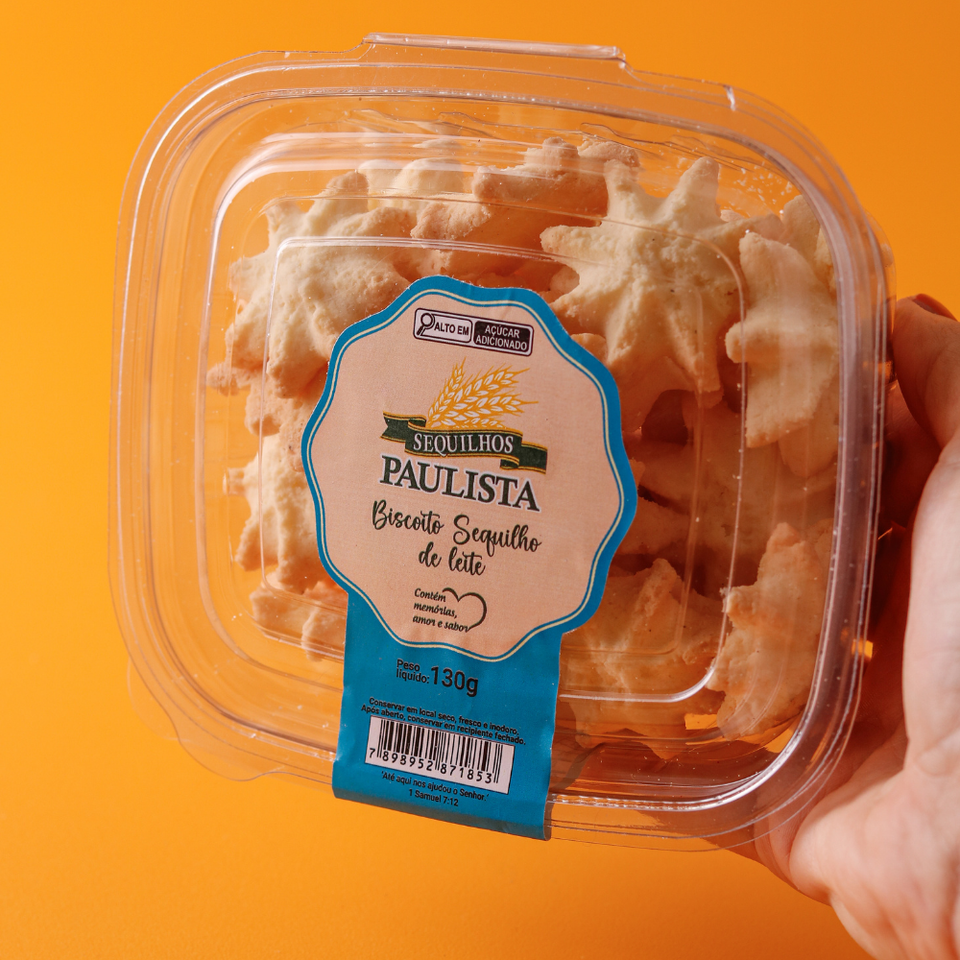 ALTO EM
AÇÚCAR
ADICIONADO
SEQUILHOS
PAULISTA
Biscoito Sequilho
de leite
Contém
memórias,
amor e sabor
Peso
líquido: 130g
Conservar em local seco, fresco e inodoro.
Após aberto, conservar em recipiente fechado.
7 898952 871853
"Até aqui nos ajudou o Senhor."
1 Samuel 7:12